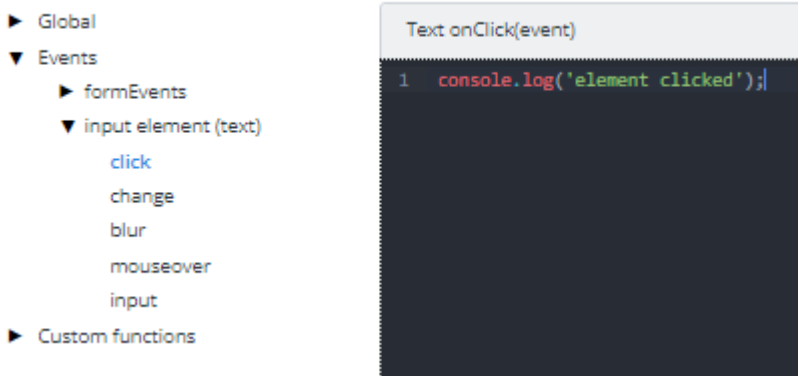 Global
Events
formEvents
input element (text)
click
change
blur
mouseover
input
Custom functions
Text onClick(event)
1 console.log('element clicked');